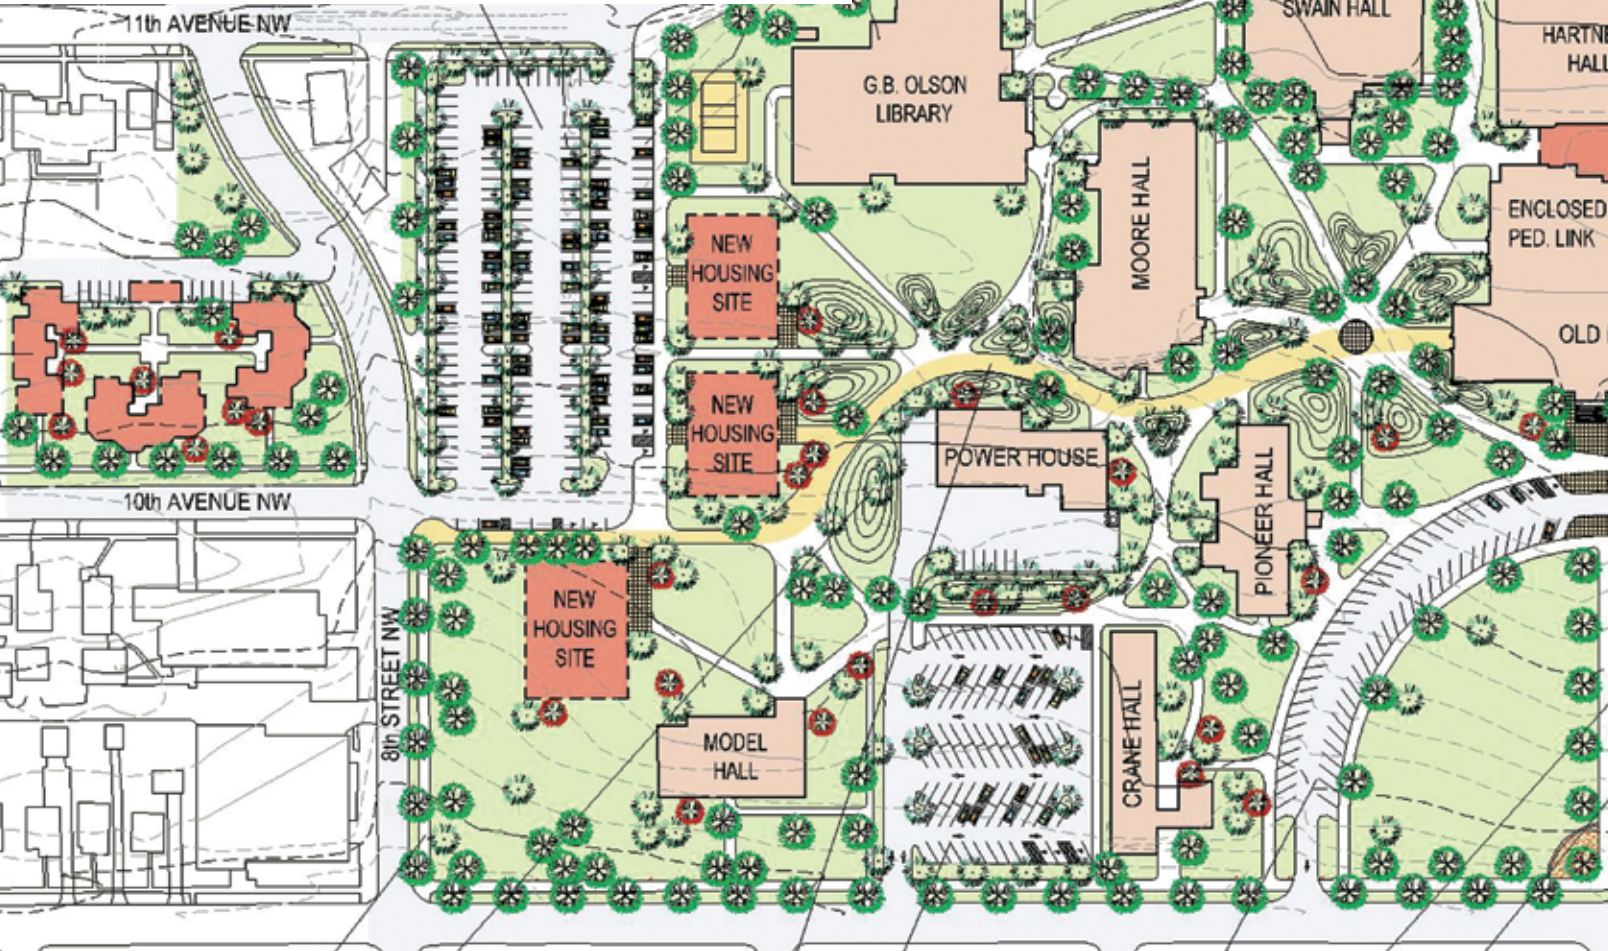 11th AVENUE NW
SWAIN HALL
HARTNE
HALL
G.B. OLSON
LIBRARY
MOORE HALL
ENCLOSED
PED. LINK
NEW
HOUSING
SITE
OLD
NEW
HOUSING
SITE
POWER HOUSE
PIONEER HALL
10th AVENUE NW
NEW
HOUSING
SITE
8th STREET NW
MODEL
HALL
CRANE HALL